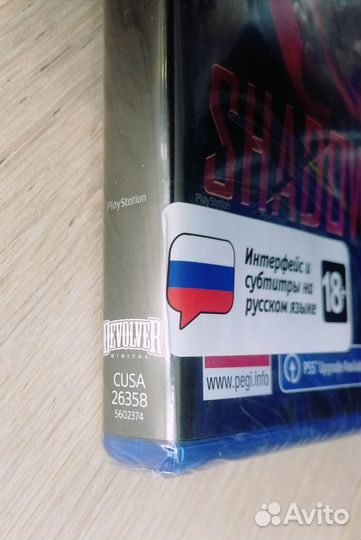 SHADOW
PlayStation
PlayStation
Интерфейс и
субтитры на
русском языке
18+
DEVOLVER
DIGITAL
CUSA
26358
5602374
www.pegi.info
PS5 Upgrade Available
Avito